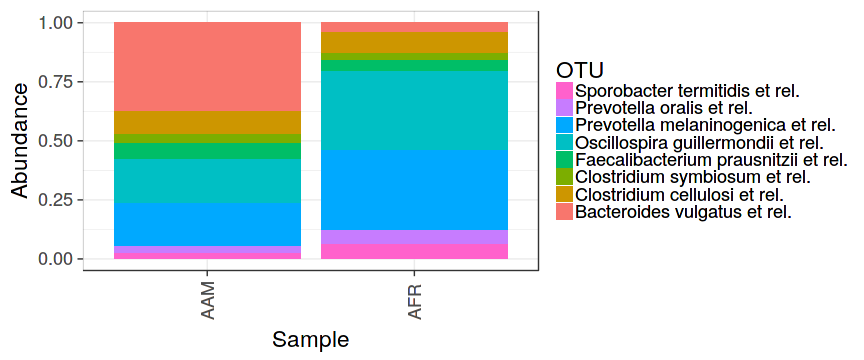 1.00
0.75
0.50
0.25
0.00
Abundance
AAM
AFR
Sample
OTU
Sporobacter termitidis et rel.
Prevotella oralis et rel.
Prevotella melaninogenica et rel.
Oscillospira guillermondii et rel.
Faecalibacterium prausnitzii et rel.
Clostridium symbiosum et rel.
Clostridium cellulosi et rel.
Bacteroides vulgatus et rel.